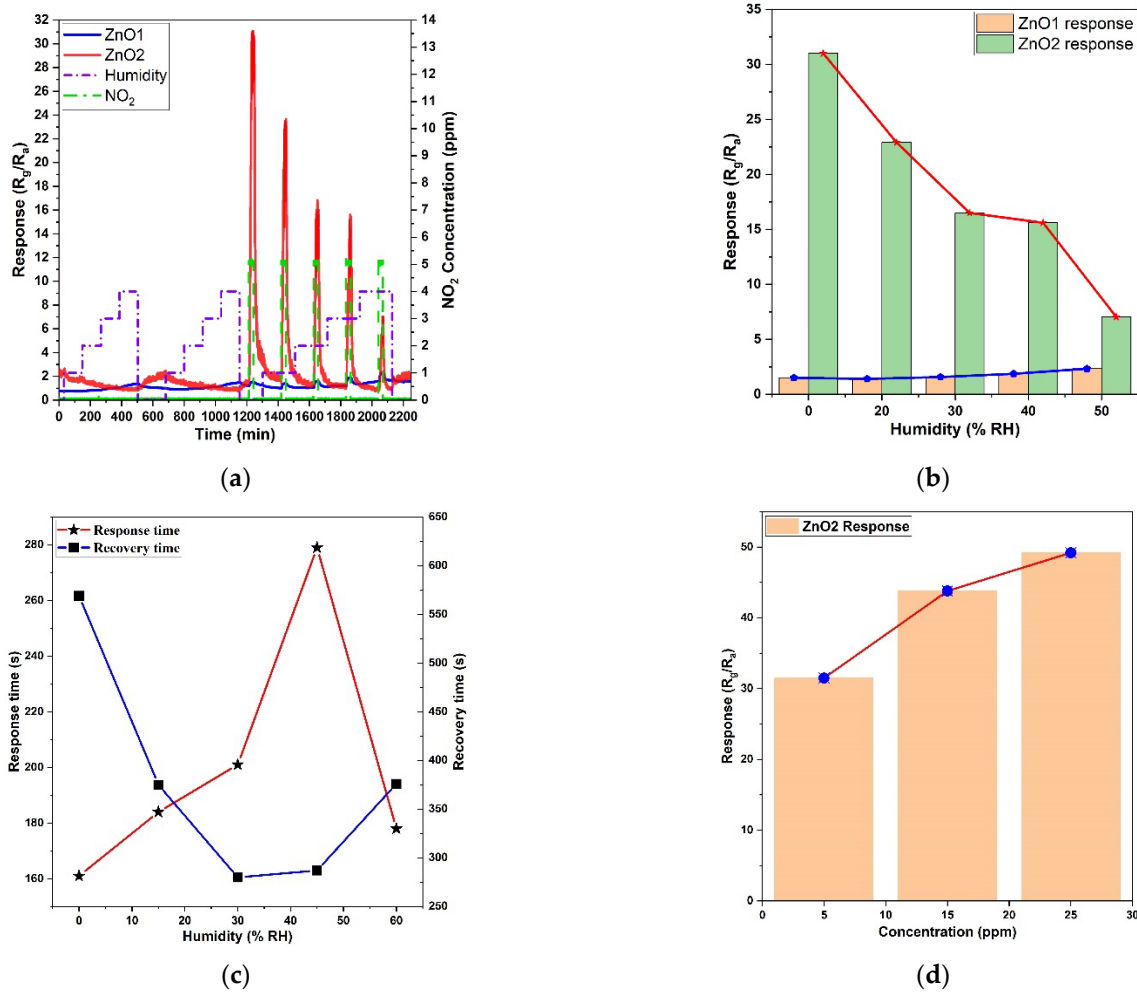 ZnO1
ZnO2
Humidity
NO2
Response (Rg/Ra)
32
30
28
26
24
22
20
18
16
14
12
10
8
6
4
2
0
14
13
12
11
10
9
8
7
6
5
4
3
2
1
0
NO2 Concentration (ppm)
0 200 400 600 800 1000 1200 1400 1600 1800 2000 2200
Time (min)
(a)
ZnO1 response
ZnO2 response
Response (Rg/Ra)
35
30
25
20
15
10
5
0
0 20 30 40 50
Humidity (% RH)
(b)
Response time
Recovery time
Response time (s)
280
260
240
220
200
180
160
650
600
550
500
450
400
350
300
250
Recovery time (s)
0 10 20 30 40 50 60
Humidity (% RH)
(c)
ZnO2 Response
Response (Rg/Ra)
50
40
30
20
10
0
0 5 10 15 20 25 30
Concentration (ppm)
(d)